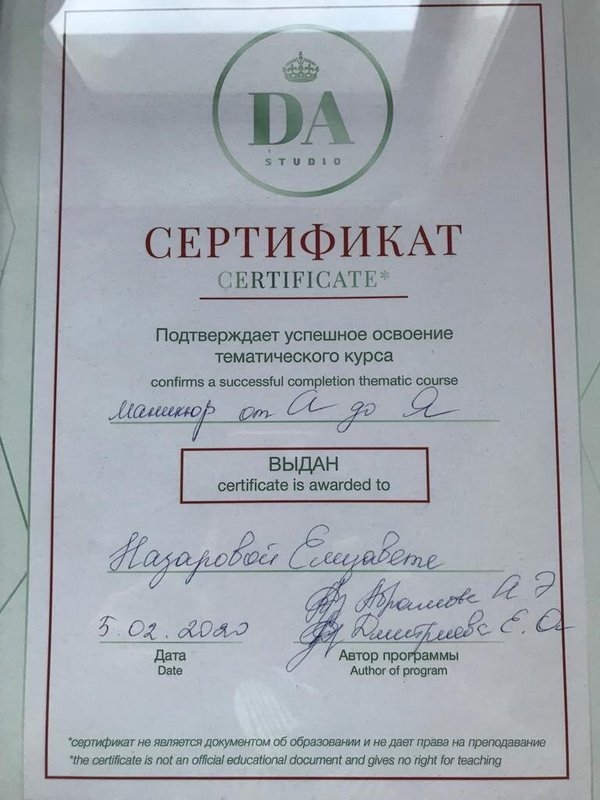 DA
STUDIO
СЕРТИФИКАТ
CERTIFICATE*
Подтверждает успешное освоение
тематического курса
confirms a successful completion thematic course
маникюр от А до Я
ВЫДАН
certificate is awarded to
Назаровой Елизавете
Абрамова А Э
5.02.2020 Дмитриева Е.О
Дата Автор программы
Date Author of program
*сертификат не является документом об образовании и не дает права на преподавание
*the certificate is not an official educational document and gives no right for teaching